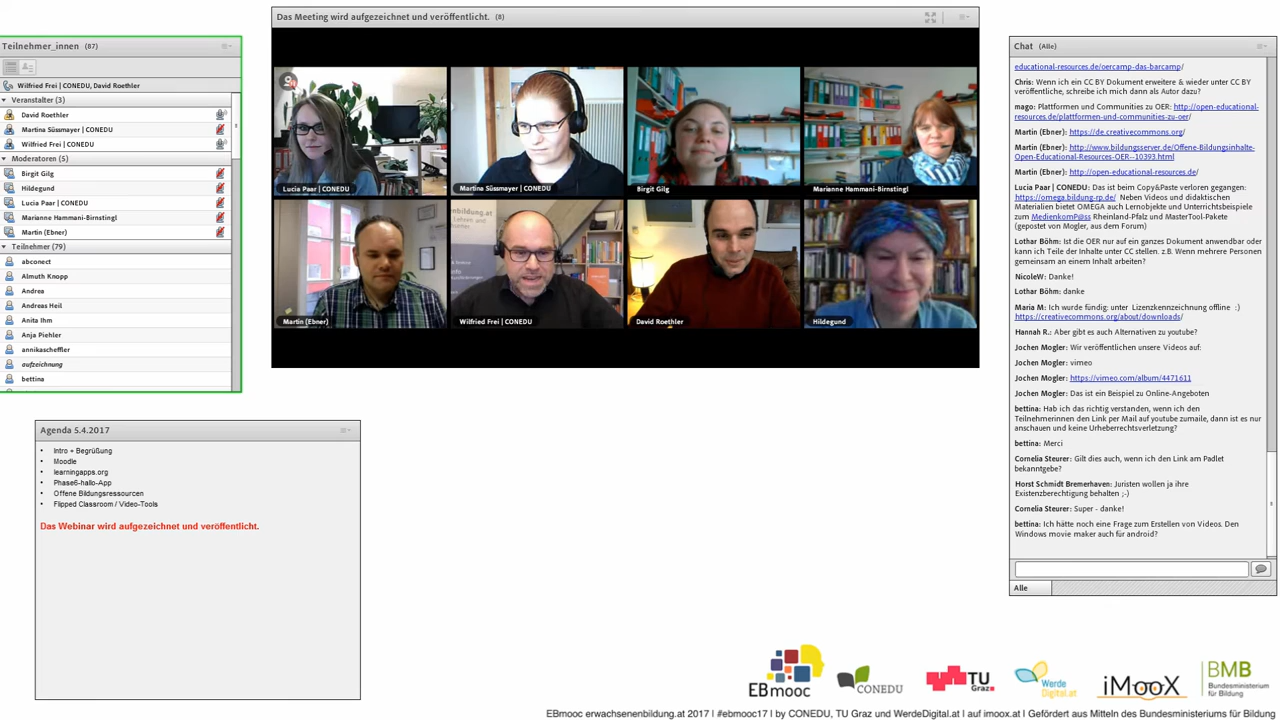 Teilnehmer_innen (87)
Wilfried Frei | CONEDU, David Roethler
Veranstalter (3)
David Roethler
Martina Süssmayer | CONEDU
Wilfried Frei | CONEDU
Moderatoren (5)
Birgit Gilg
Hildegund
Lucia Paar | CONEDU
Marianne Hammani-Birnstingl
Martin (Ebner)
Teilnehmer (79)
abconect
Almuth Knopp
Andrea
Andreas Heil
Anita Ihm
Anja Piehler
annikascheffler
aufzeichnung
bettina
Das Meeting wird aufgezeichnet und veröffentlicht. (8)
Lucia Paar | CONEDU
Martina Süssmayer | CONEDU
Birgit Gilg
Marianne Hammani-Birnstingl
mbildung.at
Martin (Ebner)
Wilfried Frei | CONEDU
David Roethler
Hildegund
Agenda 5.4.2017
• Intro + Begrüßung
• Moodle
• learningapps.org
• Phase6-hallo-App
• Offene Bildungsressourcen
• Flipped Classroom / Video-Tools
Das Webinar wird aufgezeichnet und veröffentlicht.
Chat (Alle)
educational-resources.de/oercamp-das-barcamp/
Chris: Wenn ich ein CC BY Dokument erweitere & wieder unter CC BY
veröffentliche, schreibe ich mich dann als Autor dazu?
mago: Plattformen und Communities zu OER: http://open-educational-
resources.de/plattformen-und-communities-zu-oer/
Martin (Ebner): https://de.creativecommons.org/
Martin (Ebner): http://www.bildungsserver.de/Offene-Bildungsinhalte-
Open-Educational-Resources-OER--10393.html
Martin (Ebner): http://open-educational-resources.de/
Lucia Paar | CONEDU: Das ist beim Copy&Paste verloren gegangen:
https://omega.bildung-rp.de/ Neben Videos und didaktischen
Materialien bietet OMEGA auch Lernobjekte und Unterrichtsbeispiele
zum MedienkomP@ss Rheinland-Pfalz und MasterTool-Pakete
(gepostet von Mogler, aus dem Forum)
Lothar Böhm: Ist die OER nur auf ein ganzes Dokument anwendbar oder
kann ich Teile der Inhalte unter CC stellen. z.B. Wenn mehrere Personen
gemeinsam an einem Inhalt arbeiten?
NicoleW: Danke!
Lothar Böhm: danke
Maria M: Ich wurde fündig: unter Lizenkennzeichnung offline :)
https://creativecommons.org/about/downloads/
Hannah R.: Aber gibt es auch Alternativen zu youtube?
Jochen Mogler: Wir veröffentlichen unsere Videos auf:
Jochen Mogler: vimeo
Jochen Mogler: https://vimeo.com/album/4471611
Jochen Mogler: Das ist ein Beispiel zu Online-Angeboten
bettina: Hab ich das richtig verstanden, wenn ich den
Teilnehmerinnen den Link per Mail auf youtube zumaile, dann ist es nur
anschauen und keine Urheberrechtsverletzung?
bettina: Merci
Cornelia Steurer: Gilt dies auch, wenn ich den Link am Padlet
bekanntgebe?
Horst Schmidt Bremerhaven: Juristen wollen ja ihre
Existenzberechtigung behalten ;-)
Cornelia Steurer: Super - danke!
bettina: Ich hätte noch eine Frage zum Erstellen von Videos. Den
Windows movie maker auch für android?
Alle
EBmooc
CONEDU
TU
Graz
Werde
Digital.at
iMooX
BMB
Bundesministerium
für Bildung
EBmooc erwachsenenbildung.at 2017 | #ebmooc17 | by CONEDU, TU Graz und WerdeDigital.at | auf imoox.at | Gefördert aus Mitteln des Bundesministeriums für Bildung